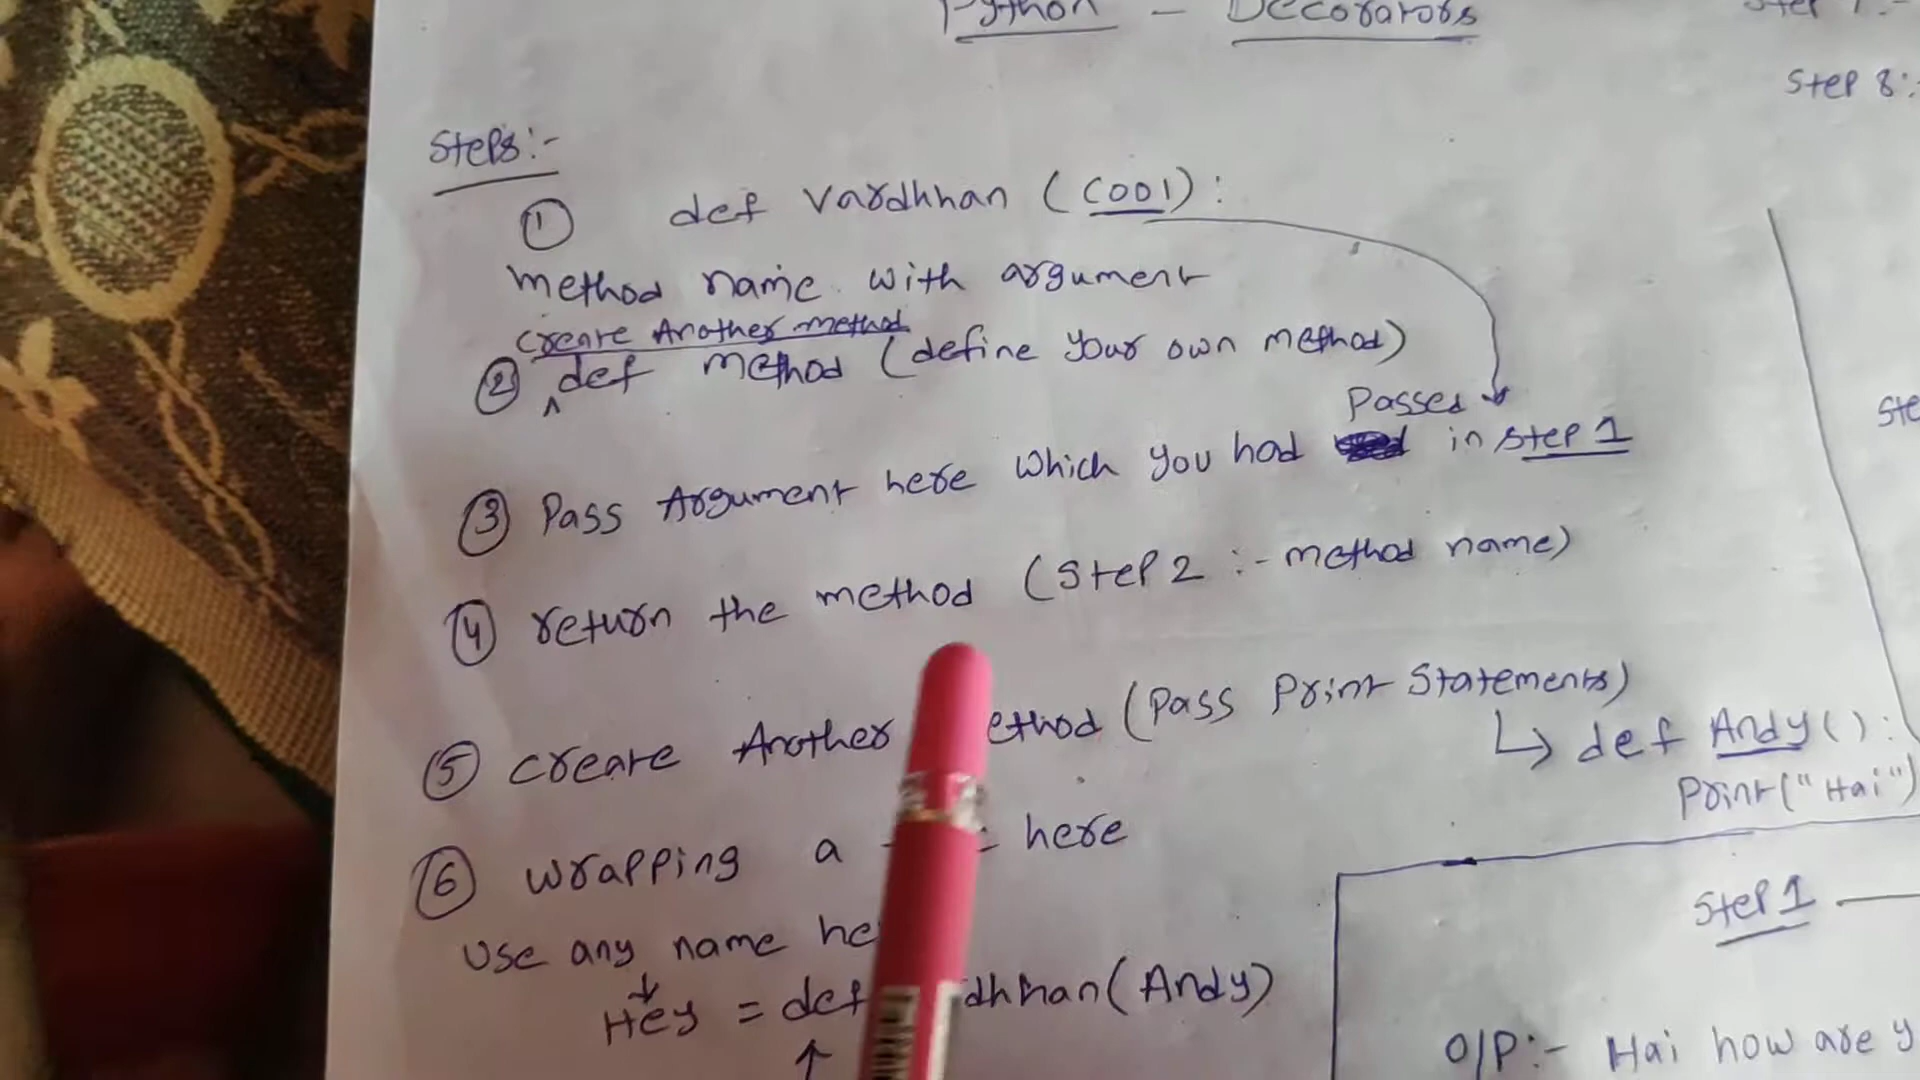 Python - Decorators
Step 8:-
Steps:-
① def Vardhhan (COOl):
method name with argument
Create Another method
② def method (define your own method)
Passed
③ Pass Argument here which you had in step 1
④ return the method (Step 2 :- method name)
⑤ Create Another ethod (Pass Print Statements)
↳ def Andy():
Print("Hai")
⑥ wrapping a here
Use any name he
Hey = def dhhan(Andy)
Step 1
O/P:- Hai how are y